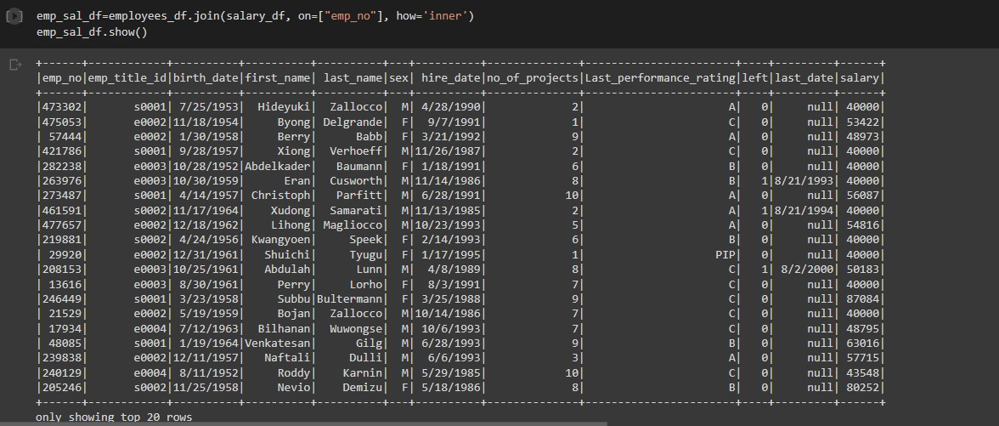 emp_sal_df=employees_df.join(salary_df, on=["emp_no"], how='inner')
emp_sal_df.show()
+------+------------+----------+----------+----------+---+----------+--------------+-----------------------+----+---------+------+
|emp_no|emp_title_id|birth_date|first_name| last_name|sex| hire_date|no_of_projects|Last_performance_rating|left|last_date|salary|
+------+------------+----------+----------+----------+---+----------+--------------+-----------------------+----+---------+------+
|473302| s0001| 7/25/1953| Hideyuki| Zallocco| M| 4/28/1990| 2| A| 0| null| 40000|
|475053| e0002|11/18/1954| Byong| Delgrande| F| 9/7/1991| 1| C| 0| null| 53422|
| 57444| e0002| 1/30/1958| Berry| Babb| F| 3/21/1992| 9| A| 0| null| 48973|
|421786| s0001| 9/28/1957| Xiong| Verhoeff| M|11/26/1987| 2| C| 0| null| 40000|
|282238| e0003|10/28/1952|Abdelkader| Baumann| F| 1/18/1991| 6| B| 0| null| 40000|
|263976| e0003|10/30/1959| Eran| Cusworth| M|11/14/1986| 8| B| 1|8/21/1993| 40000|
|273487| s0001| 4/14/1957| Christoph| Parfitt| M| 6/28/1991| 10| A| 0| null| 56087|
|461591| s0002|11/17/1964| Xudong| Samarati| M|11/13/1985| 2| A| 1|8/21/1994| 40000|
|477657| e0002|12/18/1962| Lihong| Magliocco| M|10/23/1993| 5| A| 0| null| 54816|
|219881| s0002| 4/24/1956| Kwangyoen| Speek| F| 2/14/1993| 6| B| 0| null| 40000|
| 29920| e0002|12/31/1961| Shuichi| Tyugu| F| 1/17/1995| 1| PIP| 0| null| 40000|
|208153| e0003|10/25/1961| Abdulah| Lunn| M| 4/8/1989| 8| C| 1| 8/2/2000| 50183|
| 13616| e0003| 8/30/1961| Perry| Lorho| F| 8/3/1991| 7| C| 0| null| 40000|
|246449| s0001| 3/23/1958| Subbu|Bultermann| F| 3/25/1988| 9| C| 0| null| 87084|
| 21529| e0002| 5/19/1959| Bojan| Zallocco| M|10/14/1986| 7| C| 0| null| 40000|
| 17934| e0004| 7/12/1963| Bilhanan| Wuwongse| M| 10/6/1993| 7| C| 0| null| 48795|
| 48085| s0001| 1/19/1964|Venkatesan| Gilg| M| 6/28/1993| 9| B| 0| null| 63016|
|239838| e0002|12/11/1957| Naftali| Dulli| M| 6/6/1993| 3| A| 0| null| 57715|
|240129| e0004| 8/11/1952| Roddy| Karnin| M| 5/29/1985| 10| C| 0| null| 43548|
|205246| s0002|11/25/1958| Nevio| Demizu| F| 5/18/1986| 8| B| 0| null| 80252|
+------+------------+----------+----------+----------+---+----------+--------------+-----------------------+----+---------+------+
only showing top 20 rows